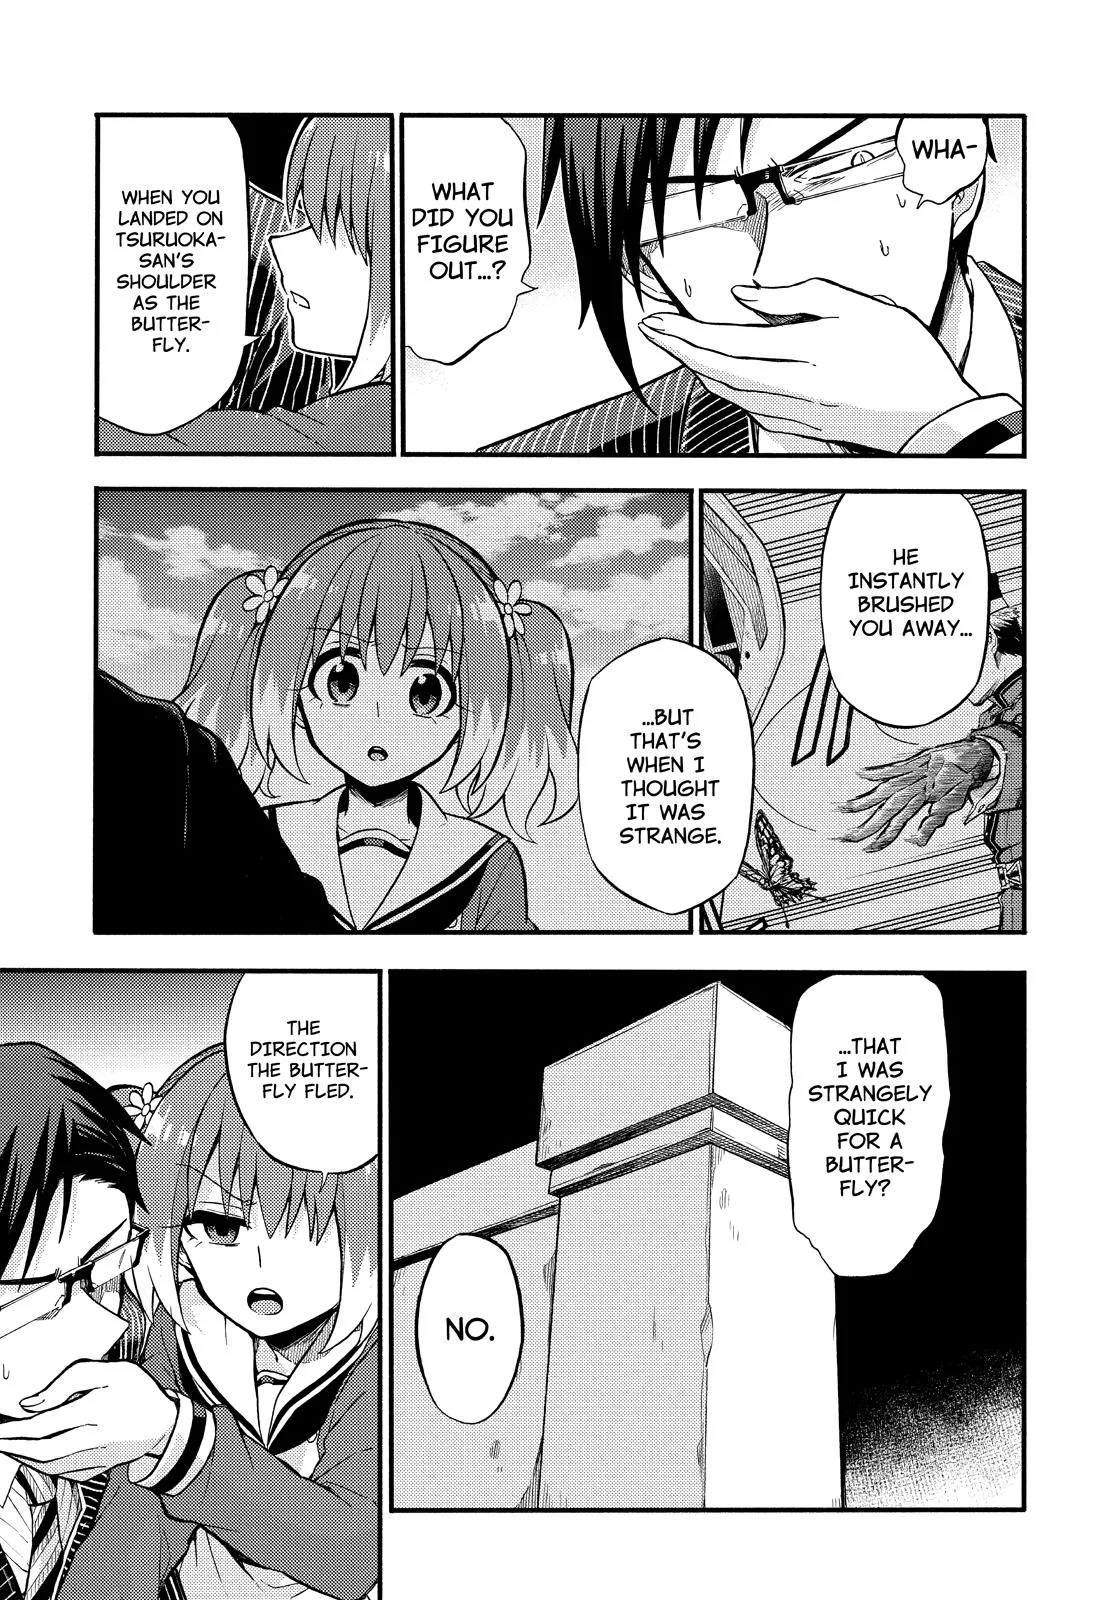 WHA-
WHAT
DID YOU
FIGURE
OUT...?
WHEN YOU
LANDED ON
TSURUOKA-
SAN'S
SHOULDER
AS THE
BUTTER-
FLY.
HE
INSTANTLY
BRUSHED
YOU AWAY...
...BUT
THAT'S
WHEN I
THOUGHT
IT WAS
STRANGE.
...THAT
I WAS
STRANGELY
QUICK
FOR A
BUTTER-
FLY?
NO.
THE
DIRECTION
THE BUTTER-
FLY FLED.